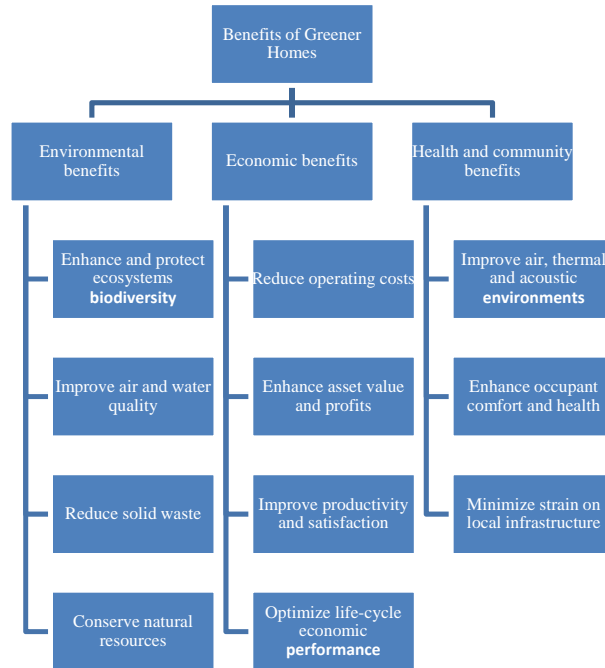 Benefits of Greener
Homes
Environmental
benefits
Enhance and protect
ecosystems
biodiversity
Improve air and water
quality
Reduce solid waste
Conserve natural
resources
Economic benefits
Reduce operating costs
Enhance asset value
and profits
Improve productivity
and satisfaction
Optimize life-cycle
economic
performance
Health and community
benefits
Improve air, thermal
and acoustic
environments
Enhance occupant
comfort and health
Minimize strain on
local infrastructure